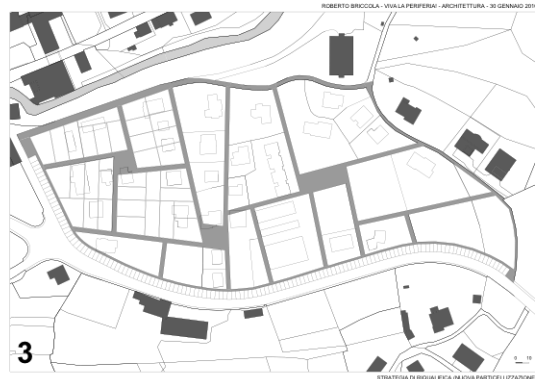 ROBERTO BRICCOLA - VIVA LA PERIFERIA! - ARCHITETTURA - 30 GENNAIO 2016
3
0 10
STRATEGIA DI RIQUALIFICA (NUOVA PARTICELLIZZAZIONE)